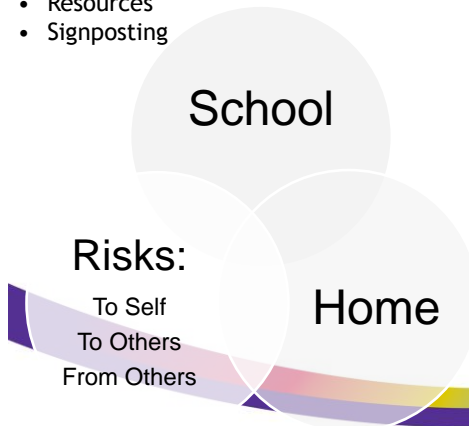 • Resources
• Signposting
School
Risks:
To Self
To Others
From Others
Home